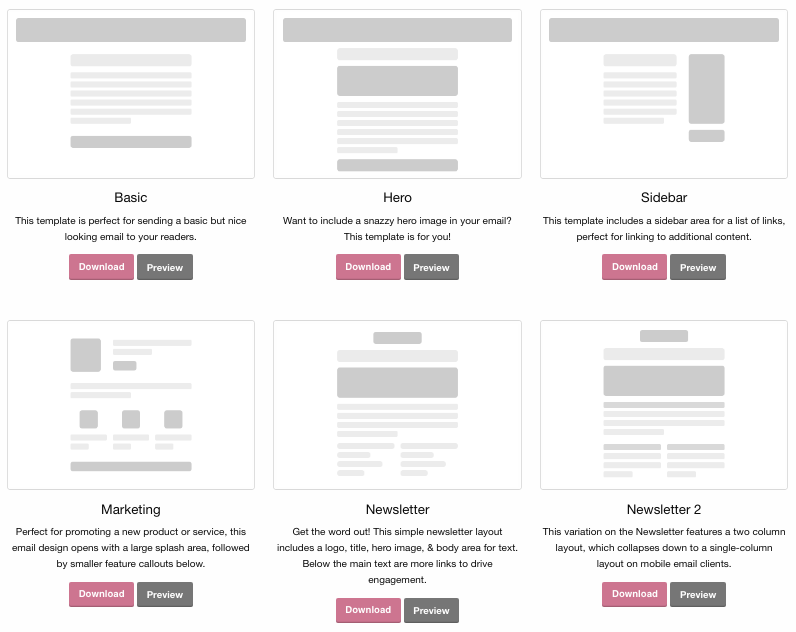 Basic
This template is perfect for sending a basic but nice
looking email to your readers.
Download Preview
Hero
Want to include a snazzy hero image in your email?
This template is for you!
Download Preview
Sidebar
This template includes a sidebar area for a list of links,
perfect for linking to additional content.
Download Preview
Marketing
Perfect for promoting a new product or service, this
email design opens with a large splash area, followed
by smaller feature callouts below.
Download Preview
Newsletter
Get the word out! This simple newsletter layout
includes a logo, title, hero image, & body area for text.
Below the main text are more links to drive
engagement.
Download Preview
Newsletter 2
This variation on the Newsletter features a two column
layout, which collapses down to a single-column
layout on mobile email clients.
Download Preview